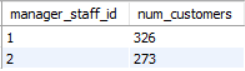 manager_staff_id num_customers
1 326
2 273